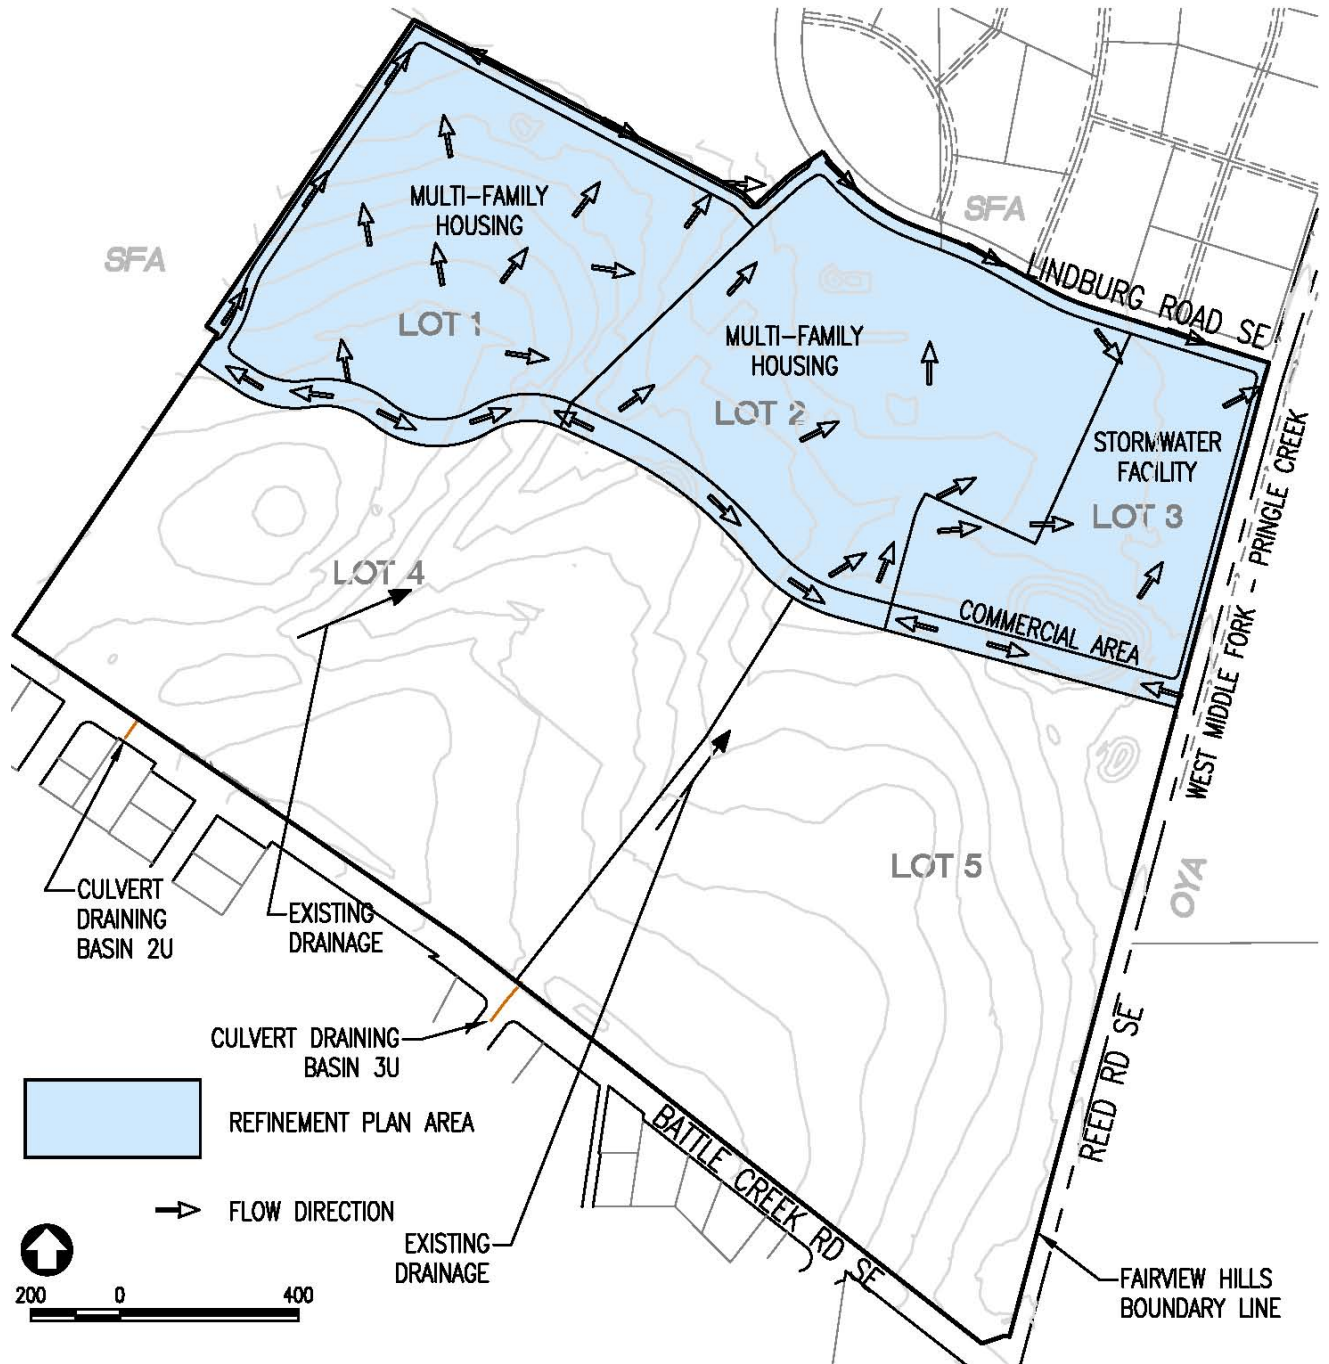 SFA
MULTI-FAMILY
HOUSING
LOT 1
SFA
LINDBURG ROAD SE
MULTI-FAMILY
HOUSING
LOT 2
STORMWATER
FACILITY
LOT 3
COMMERCIAL AREA
WEST MIDDLE FORK - PRINGLE CREEK
LOT 4
LOT 5
OYA
CULVERT
DRAINING
BASIN 2U
EXISTING
DRAINAGE
CULVERT DRAINING
BASIN 3U
REED RD SE
BATTLE CREEK RD SE
REFINEMENT PLAN AREA
FLOW DIRECTION
EXISTING
DRAINAGE
FAIRVIEW HILLS
BOUNDARY LINE
200 0 400